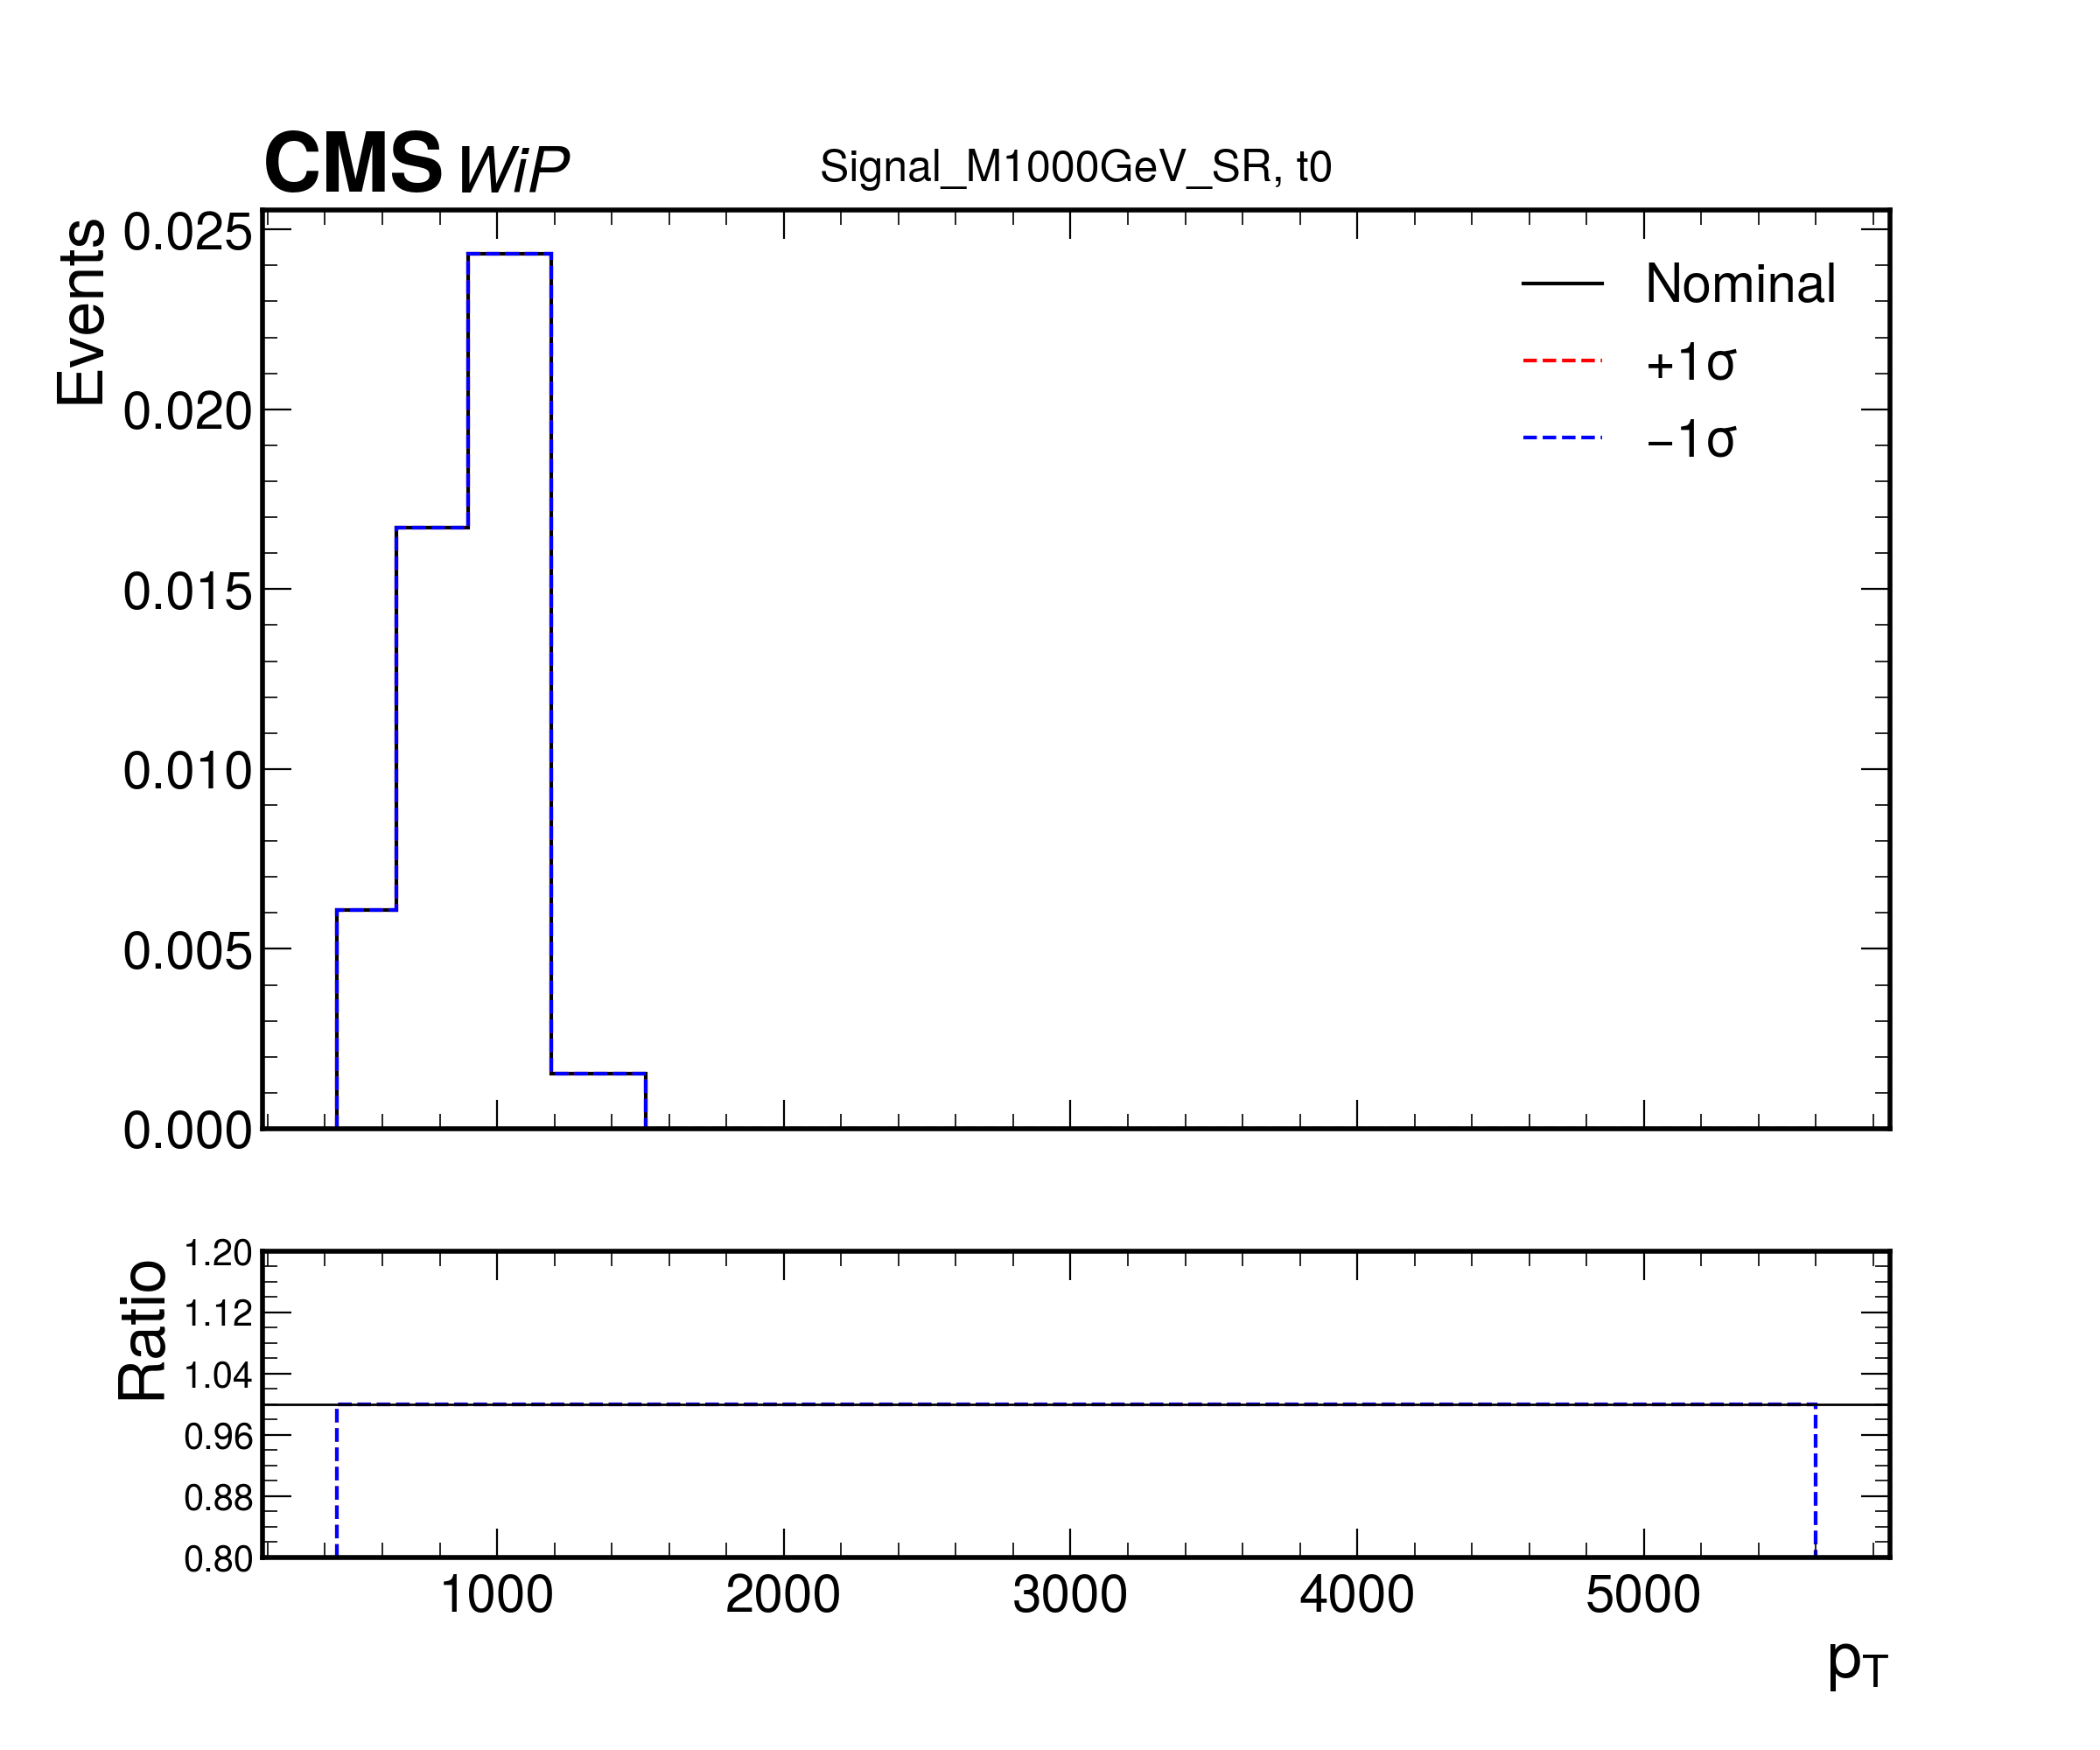 CMS WiP
Signal_M1000GeV_SR, t0
Events
0.025
0.020
0.015
0.010
0.005
0.000
Nominal
+1σ
−1σ
Ratio
1.20
1.12
1.04
0.96
0.88
0.80
1000 2000 3000 4000 5000
pT